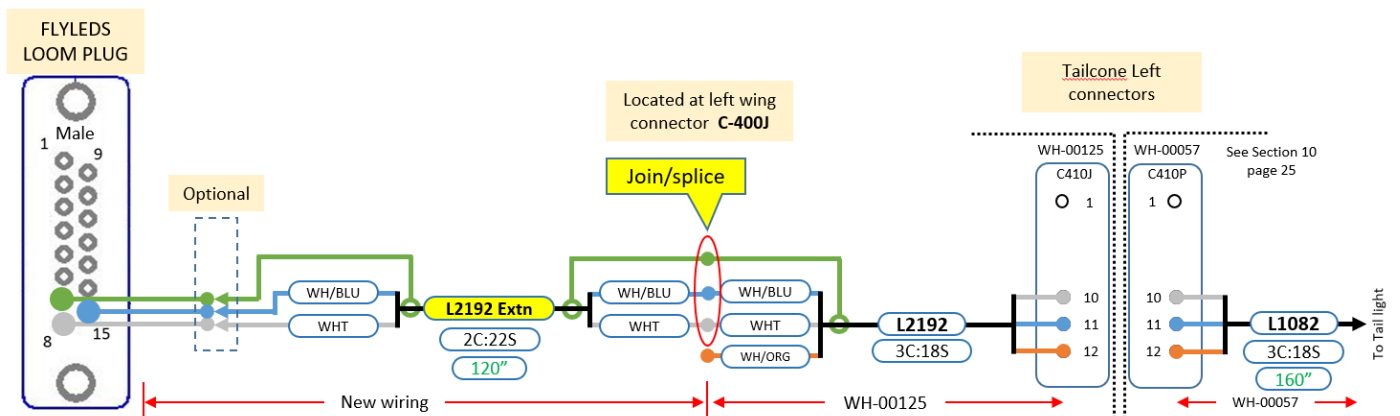 FLYLEDS
LOOM PLUG
Male
1
9
8
15
Optional
WH/BLU
WHT
L2192 Extn
2C:22S
120”
Located at left wing
connector C-400J
Join/splice
WH/BLU
WHT
WH/BLU
WHT
WH/ORG
L2192
3C:18S
Tailcone Left
connectors
WH-00125
C410J
1
10
11
12
WH-00057
C410P
1
10
11
12
See Section 10
page 25
L1082
3C:18S
160”
To Tail light
New wiring
WH-00125
WH-00057